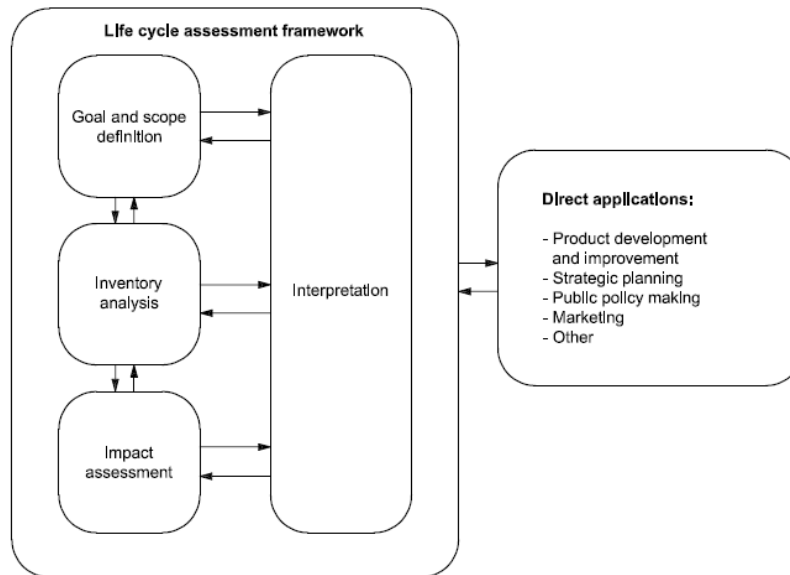 Life cycle assessment framework
Goal and scope
definition
Inventory
analysis
Impact
assessment
Interpretation
Direct applications:
- Product development
and improvement
- Strategic planning
- Public policy making
- Marketing
- Other